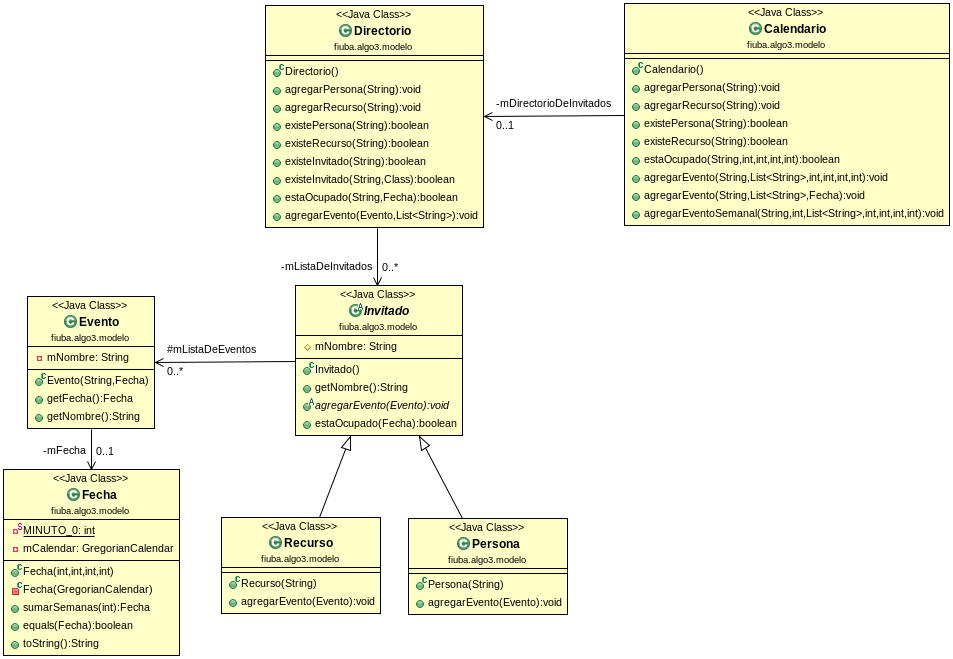 <<Java Class>>
Directorio
fiuba.algo3.modelo
Directorio()
agregarPersona(String):void
agregarRecurso(String):void
existePersona(String):boolean
existeRecurso(String):boolean
existeInvitado(String):boolean
existeInvitado(String,Class):boolean
estaOcupado(String,Fecha):boolean
agregarEvento(Evento,List<String>):void
<<Java Class>>
Calendario
fiuba.algo3.modelo
Calendario()
agregarPersona(String):void
agregarRecurso(String):void
existePersona(String):boolean
existeRecurso(String):boolean
estaOcupado(String,int,int,int,int):boolean
agregarEvento(String,List<String>,int,int,int,int):void
agregarEvento(String,List<String>,Fecha):void
agregarEventoSemanal(String,int,List<String>,int,int,int,int):void
-mDirectorioDeInvitados
0..1
-mListaDeInvitados
0..*
<<Java Class>>
Invitado
fiuba.algo3.modelo
mNombre: String
Invitado()
getNombre():String
agregarEvento(Evento):void
estaOcupado(Fecha):boolean
#mListaDeEventos
0..*
<<Java Class>>
Evento
fiuba.algo3.modelo
mNombre: String
Evento(String,Fecha)
getFecha():Fecha
getNombre():String
-mFecha
0..1
<<Java Class>>
Fecha
fiuba.algo3.modelo
MINUTO_0: int
mCalendar: GregorianCalendar
Fecha(int,int,int,int)
Fecha(GregorianCalendar)
sumarSemanas(int):Fecha
equals(Fecha):boolean
toString():String
<<Java Class>>
Recurso
fiuba.algo3.modelo
Recurso(String)
agregarEvento(Evento):void
<<Java Class>>
Persona
fiuba.algo3.modelo
Persona(String)
agregarEvento(Evento):void